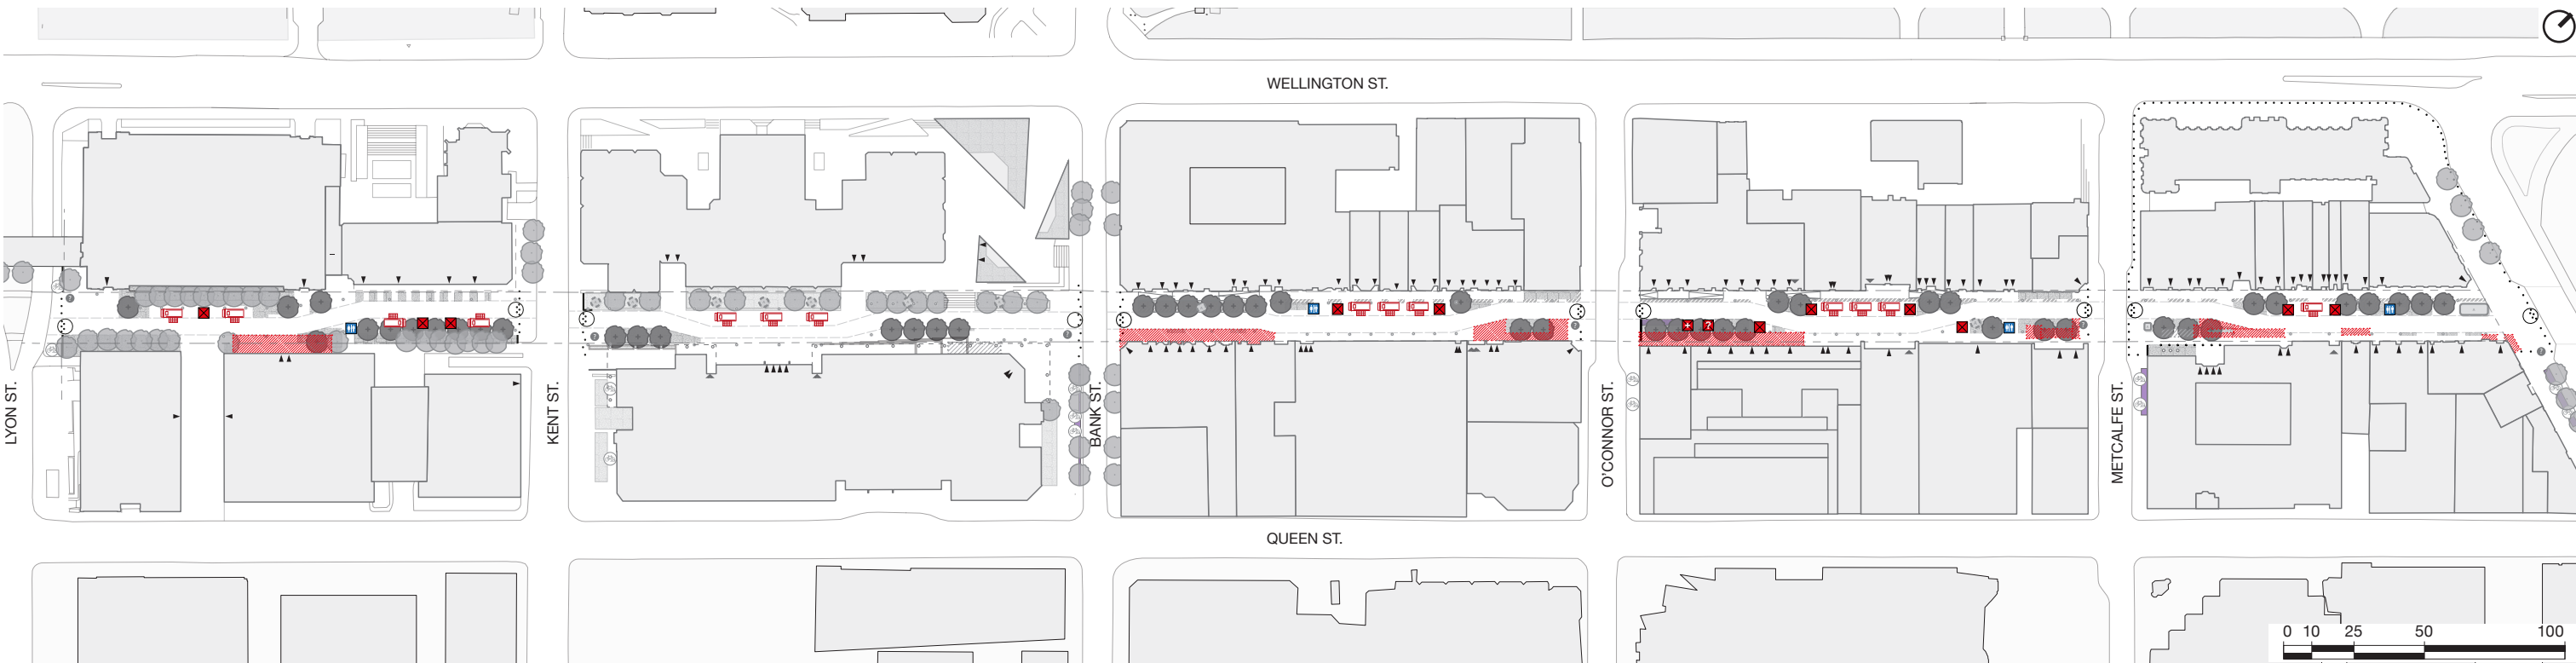 WELLINGTON ST.
LYON ST.
KENT ST.
BANK ST.
O'CONNOR ST.
METCALFE ST.
QUEEN ST.
0 10 25 50 100